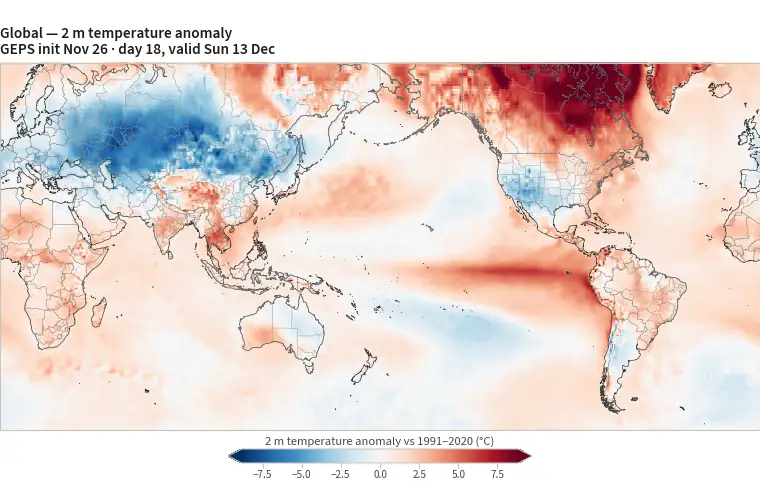 Global — 2 m temperature anomaly
GEPS init Nov 26 · day 18, valid Sun 13 Dec
2 m temperature anomaly vs 1991–2020 (°C)
−7.5 −5.0 −2.5 0.0 2.5 5.0 7.5